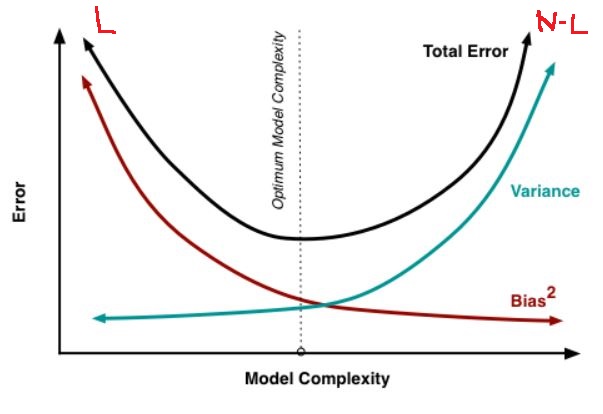 L
N-L
Total Error
Optimum Model Complexity
Variance
Error
Bias2
Model Complexity